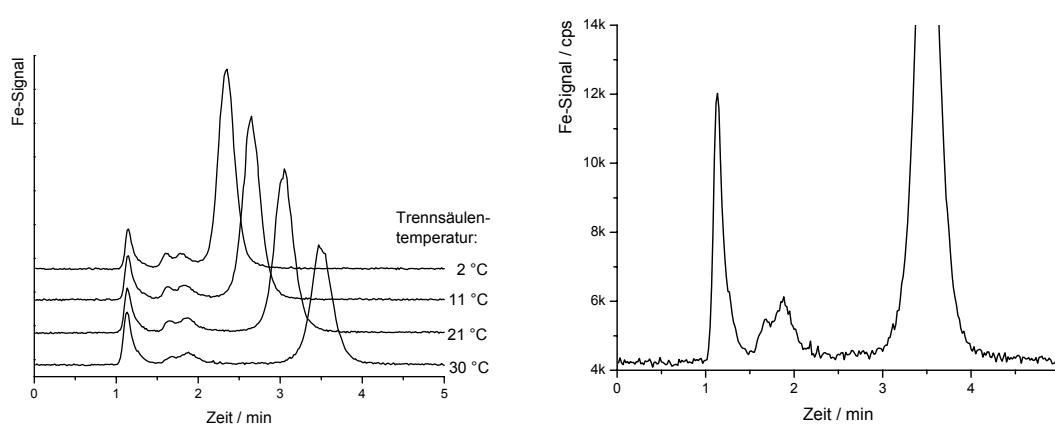 Fe-Signal
Trennsäulen-
temperatur:
2 °C
11 °C
21 °C
30 °C
0 1 2 3 4 5
Zeit / min
Fe-Signal / cps
14k
12k
10k
8k
6k
4k
0 1 2 3 4
Zeit / min